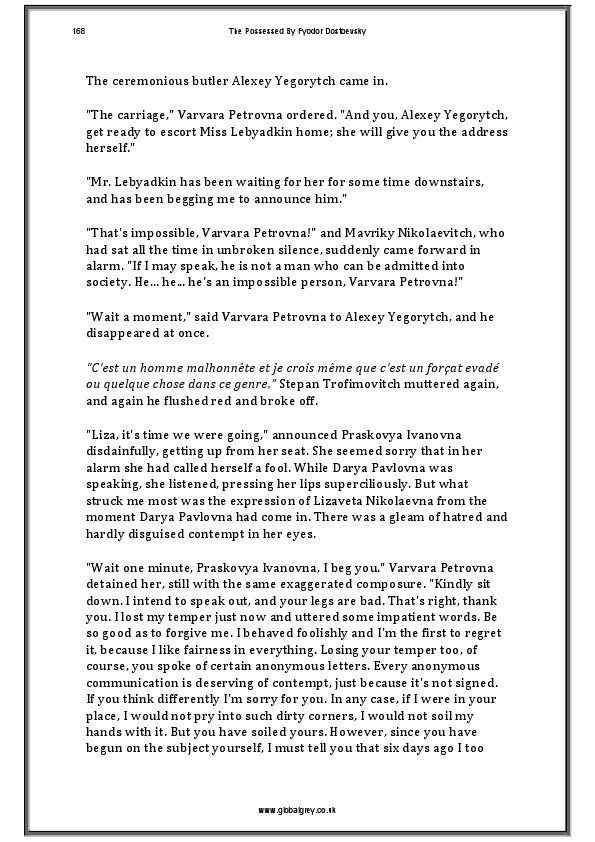 168
The Possessed By Fyodor Dostoevsky
The ceremonious butler Alexey Yegorytch came in.
"The carriage," Varvara Petrovna ordered. "And you, Alexey Yegorytch,
get ready to escort Miss Lebyadkin home; she will give you the address
herself."
"Mr. Lebyadkin has been waiting for her for some time downstairs,
and has been begging me to announce him."
"That's impossible, Varvara Petrovna!" and Mavriky Nikolaevitch, who
had sat all the time in unbroken silence, suddenly came forward in
alarm. "If I may speak, he is not a man who can be admitted into
society. He... he... he's an impossible person, Varvara Petrovna!"
"Wait a moment," said Varvara Petrovna to Alexey Yegorytch, and he
disappeared at once.
"C'est un homme malhonnête et je crois même que c'est un forçat evadé
ou quelque chose dans ce genre," Stepan Trofimovitch muttered again,
and again he flushed red and broke off.
"Liza, it's time we were going," announced Praskovya Ivanovna
disdainfully, getting up from her seat. She seemed sorry that in her
alarm she had called herself a fool. While Darya Pavlovna was
speaking, she listened, pressing her lips superciliously. But what
struck me most was the expression of Lizaveta Nikolaevna from the
moment Darya Pavlovna had come in. There was a gleam of hatred and
hardly disguised contempt in her eyes.
"Wait one minute, Praskovya Ivanovna, I beg you." Varvara Petrovna
detained her, still with the same exaggerated composure. "Kindly sit
down. I intend to speak out, and your legs are bad. That's right, thank
you. I lost my temper just now and uttered some impatient words. Be
so good as to forgive me. I behaved foolishly and I'm the first to regret
it, because I like fairness in everything. Losing your temper too, of
course, you spoke of certain anonymous letters. Every anonymous
communication is deserving of contempt, just because it's not signed.
If you think differently I'm sorry for you. In any case, if I were in your
place, I would not pry into such dirty corners, I would not soil my
hands with it. But you have soiled yours. However, since you have
begun on the subject yourself, I must tell you that six days ago I too
www.globalgrey.co.uk